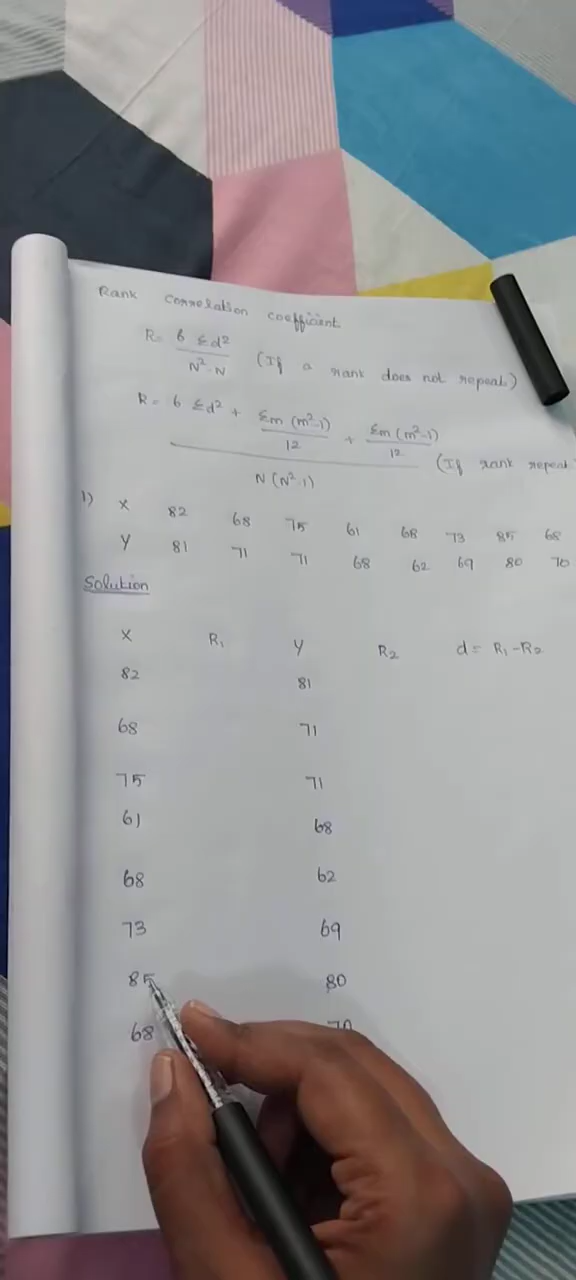 Rank Correlation coefficient
R = 6 Σd²
N²-N
(If a rank does not repeat)
R = 6 Σd² + Σm(m²-1) + Σm(m²-1)
12 12
N(N²-1)
(If rank repeat
1) X 82 68 75 61 68 73 85 68
Y 81 71 71 68 62 69 80 70
Solution
X R₁ Y R₂ d = R₁-R₂
82 81
68 71
75 71
61 68
68 62
73 69
85 80
68 70